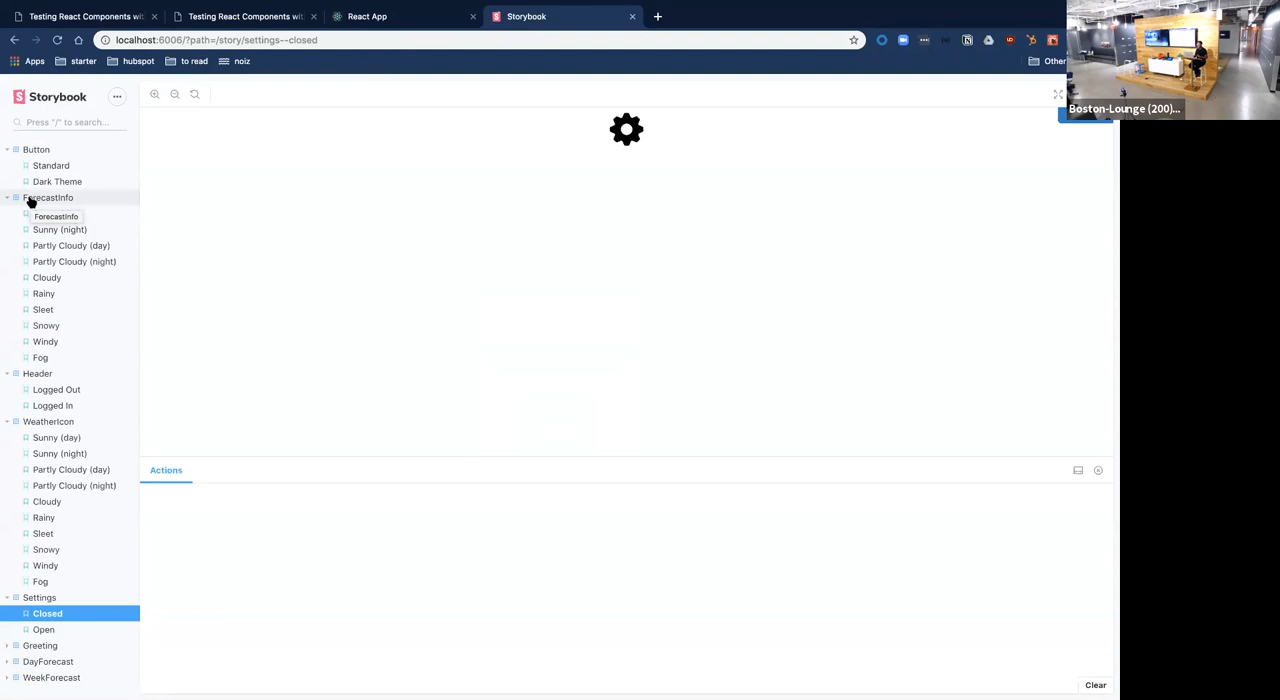 Testing React Components wit
Testing React Components wit
React App
Storybook
localhost:6006/?path=/story/settings--closed
Apps
starter
hubspot
to read
noiz
Other
Boston-Lounge (200)...
Storybook
Press "/" to search...
Button
Standard
Dark Theme
ForecastInfo
ForecastInfo
Sunny (night)
Partly Cloudy (day)
Partly Cloudy (night)
Cloudy
Rainy
Sleet
Snowy
Windy
Fog
Header
Logged Out
Logged In
WeatherIcon
Sunny (day)
Sunny (night)
Partly Cloudy (day)
Partly Cloudy (night)
Cloudy
Rainy
Sleet
Snowy
Windy
Fog
Settings
Closed
Open
Greeting
DayForecast
WeekForecast
Actions
Clear